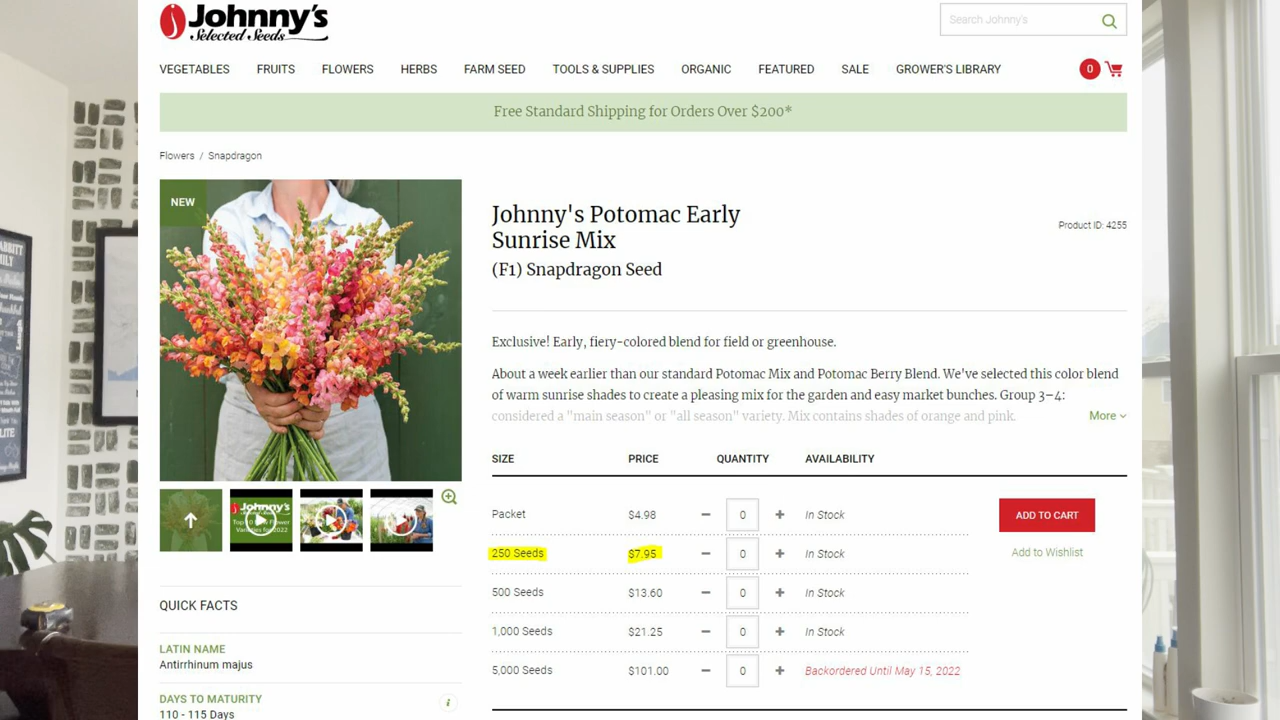 Johnny's
Selected Seeds
Search Johnny's
VEGETABLES FRUITS FLOWERS HERBS FARM SEED TOOLS & SUPPLIES ORGANIC FEATURED SALE GROWER'S LIBRARY 0
Free Standard Shipping for Orders Over $200*
Flowers / Snapdragon
NEW
Johnny's Potomac Early
Sunrise Mix
Product ID: 4255
(F1) Snapdragon Seed
Exclusive! Early, fiery-colored blend for field or greenhouse.
About a week earlier than our standard Potomac Mix and Potomac Berry Blend. We've selected this color blend
of warm sunrise shades to create a pleasing mix for the garden and easy market bunches. Group 3–4:
considered a "main season" or "all season" variety. Mix contains shades of orange and pink.
More
SIZE PRICE QUANTITY AVAILABILITY
Packet $4.98 − 0 + In Stock
ADD TO CART
250 Seeds $7.95 − 0 + In Stock
Add to Wishlist
500 Seeds $13.60 − 0 + In Stock
1,000 Seeds $21.25 − 0 + In Stock
5,000 Seeds $101.00 − 0 + Backordered Until May 15, 2022
Johnny's
QUICK FACTS
LATIN NAME
Antirrhinum majus
DAYS TO MATURITY i
110 - 115 Days